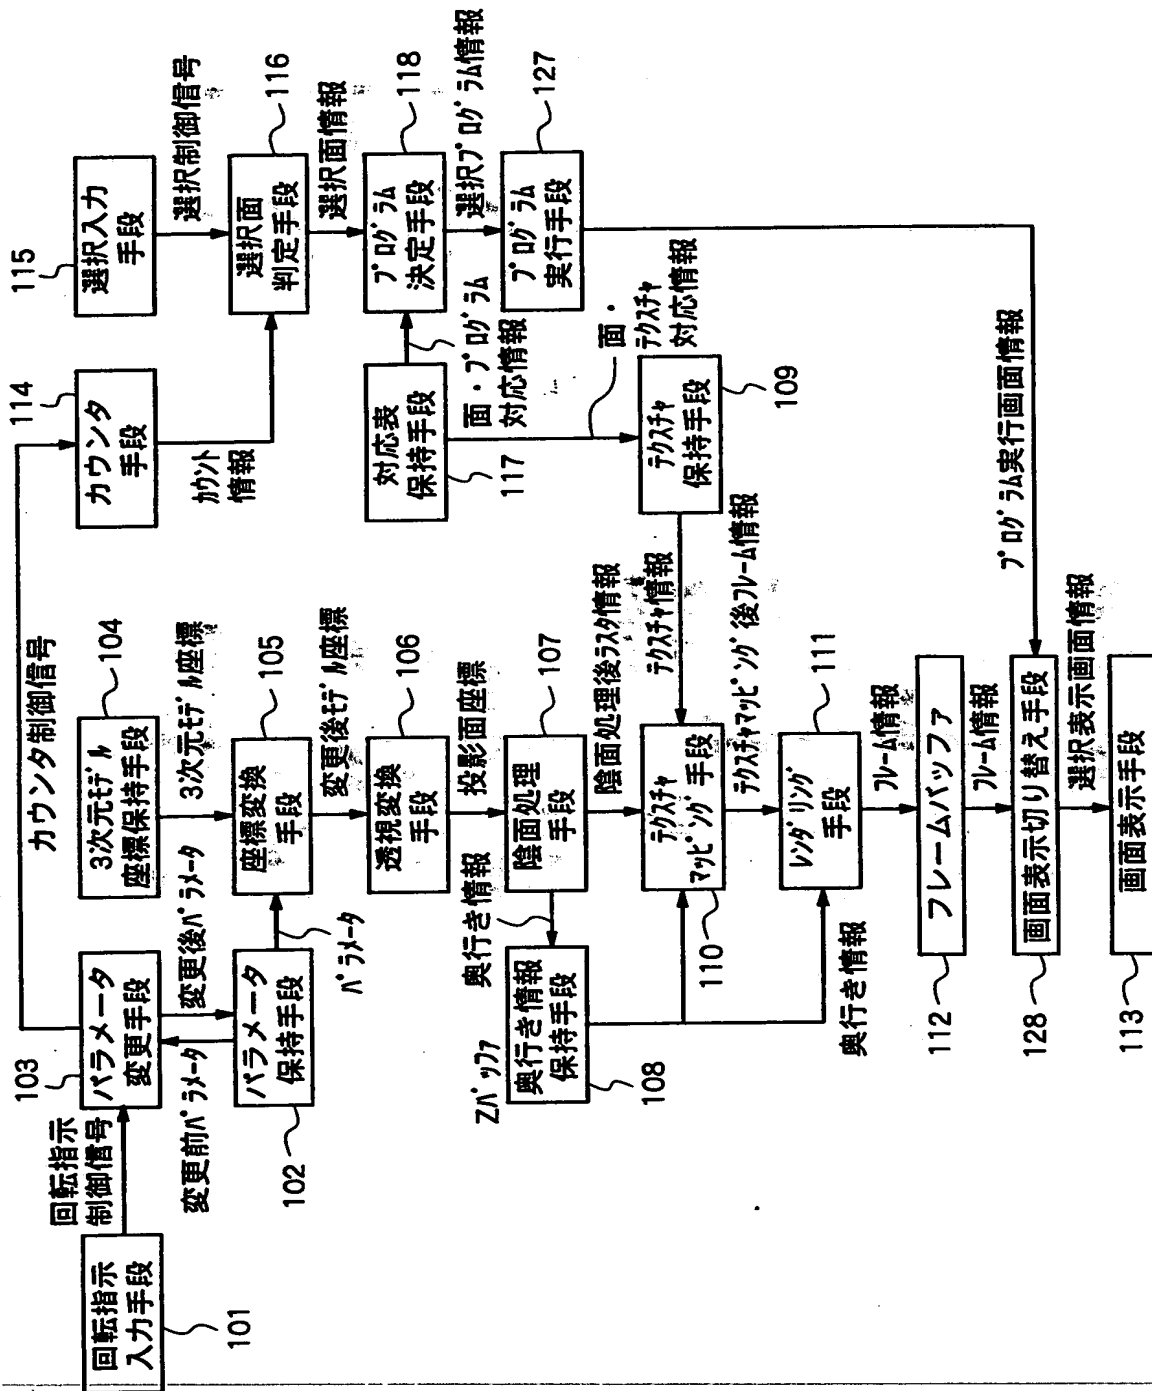 カウンタ制御信号
103
パラメータ
変更手段
回転指示
制御信号
回転指示
入力手段
101
変更後パラメータ
変更前パラメータ
パラメータ
保持手段
102
パラメータ
104
3次元モデル
座標保持手段
3次元モデル座標
座標変換
手段
105
変更後モデル座標
透視変換
手段
106
投影面座標
陰面処理
手段
107
奥行き情報
Zバッファ
奥行き情報
保持手段
108
陰面処理後ラスタ情報
テクスチャ情報
テクスチャ
マッピング手段
110
テクスチャマッピング後フレーム情報
レンダリング
手段
111
奥行き情報
フレーム情報
フレームバッファ
112
フレーム情報
画面表示切り替え手段
128
選択表示画面情報
画面表示手段
113
114
カウンタ
手段
カウント
情報
115
選択入力
手段
選択制御信号
選択面
判定手段
116
選択面情報
プログラム
決定手段
118
選択プログラム情報
プログラム
実行手段
127
対応表
保持手段
117
面・プログラム
対応情報
面・
テクスチャ
対応情報
テクスチャ
保持手段
109
プログラム実行画面情報